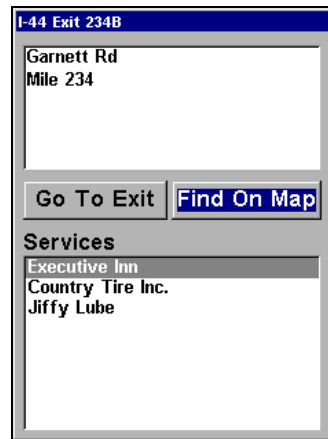 I-44 Exit 234B
Garnett Rd
Mile 234
Go To Exit Find On Map
Services
Executive Inn
Country Tire Inc.
Jiffy Lube